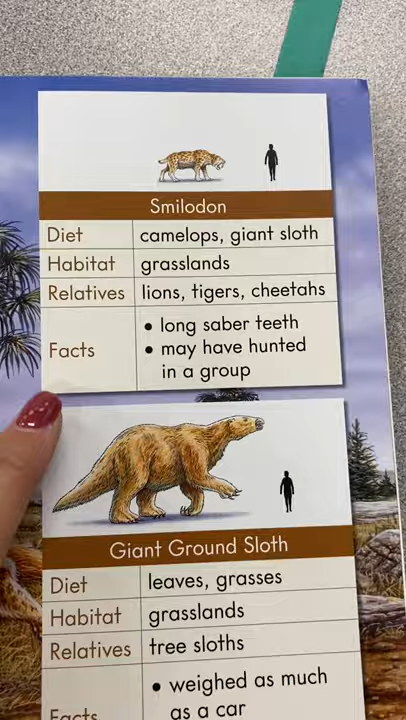 Smilodon
Diet camelops, giant sloth
Habitat grasslands
Relatives lions, tigers, cheetahs
Facts • long saber teeth
• may have hunted
in a group
Giant Ground Sloth
Diet leaves, grasses
Habitat grasslands
Relatives tree sloths
Facts • weighed as much
as a car